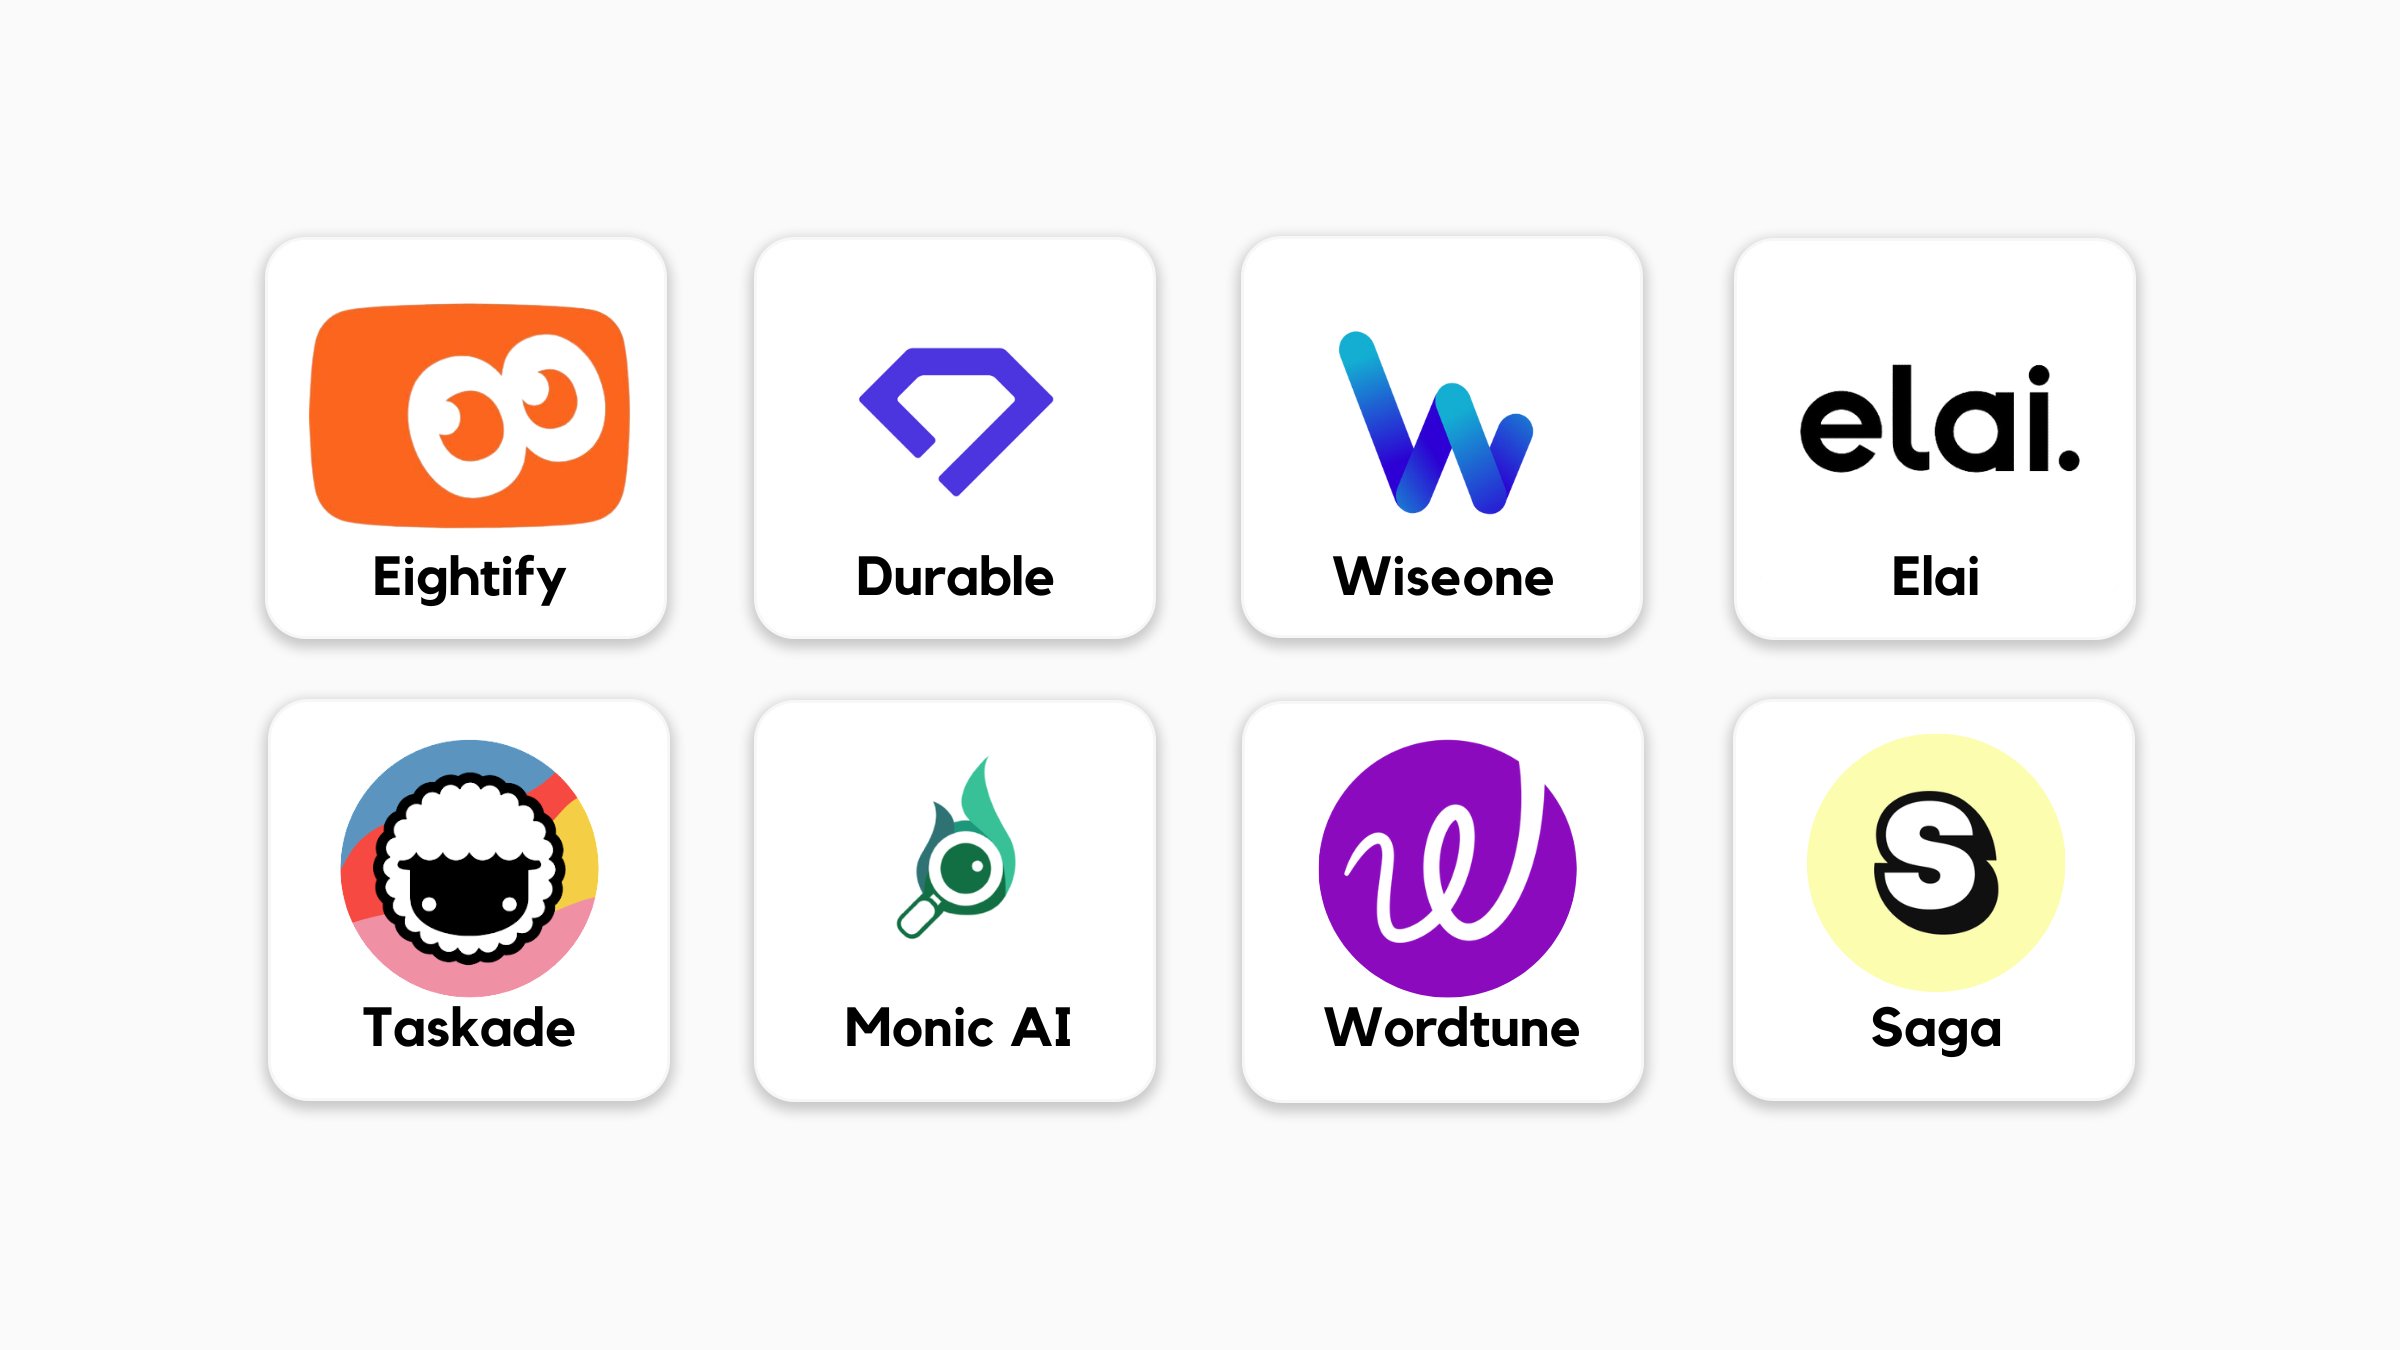 elai.
Eightify
Durable
Wiseone
Elai
W
S
Taskade
Monic AI
Wordtune
Saga